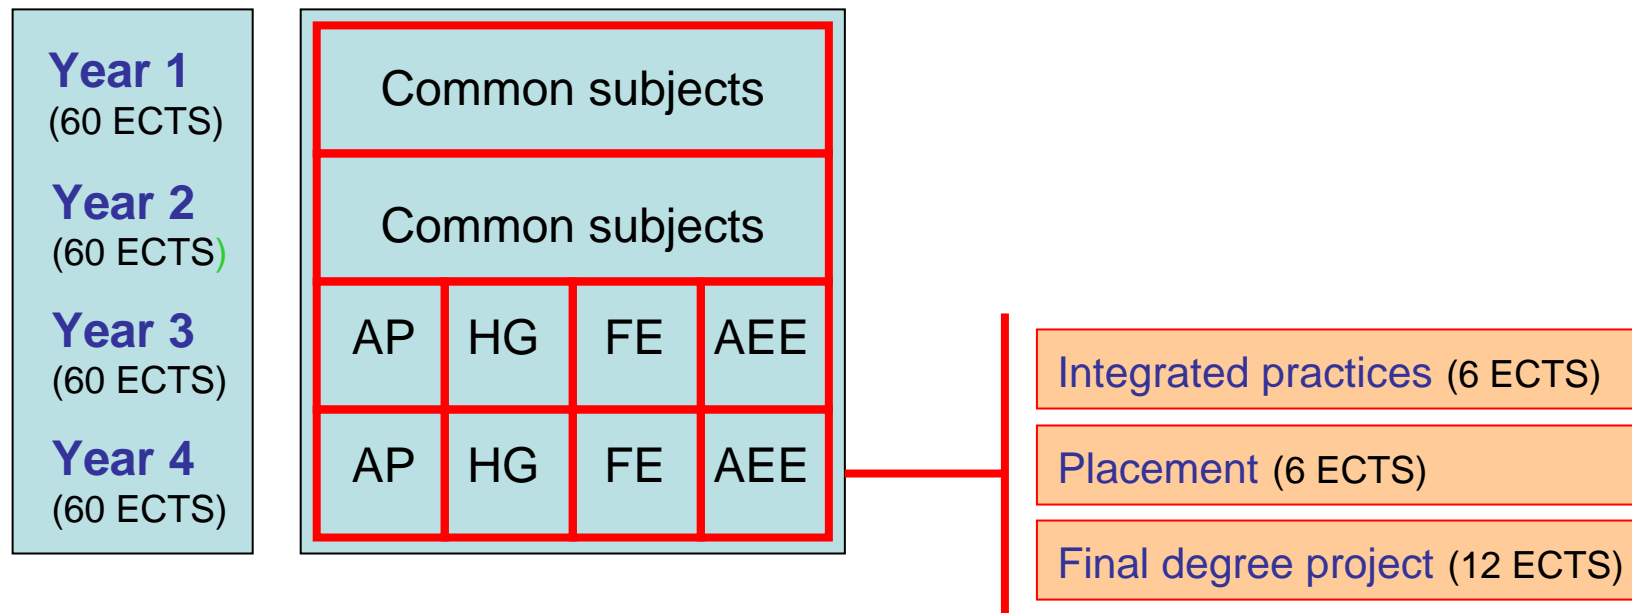 Year 1
(60 ECTS)
Common subjects
Year 2
(60 ECTS)
Common subjects
Year 3
(60 ECTS)
AP HG FE AEE
Year 4
(60 ECTS)
AP HG FE AEE
Integrated practices (6 ECTS)
Placement (6 ECTS)
Final degree project (12 ECTS)